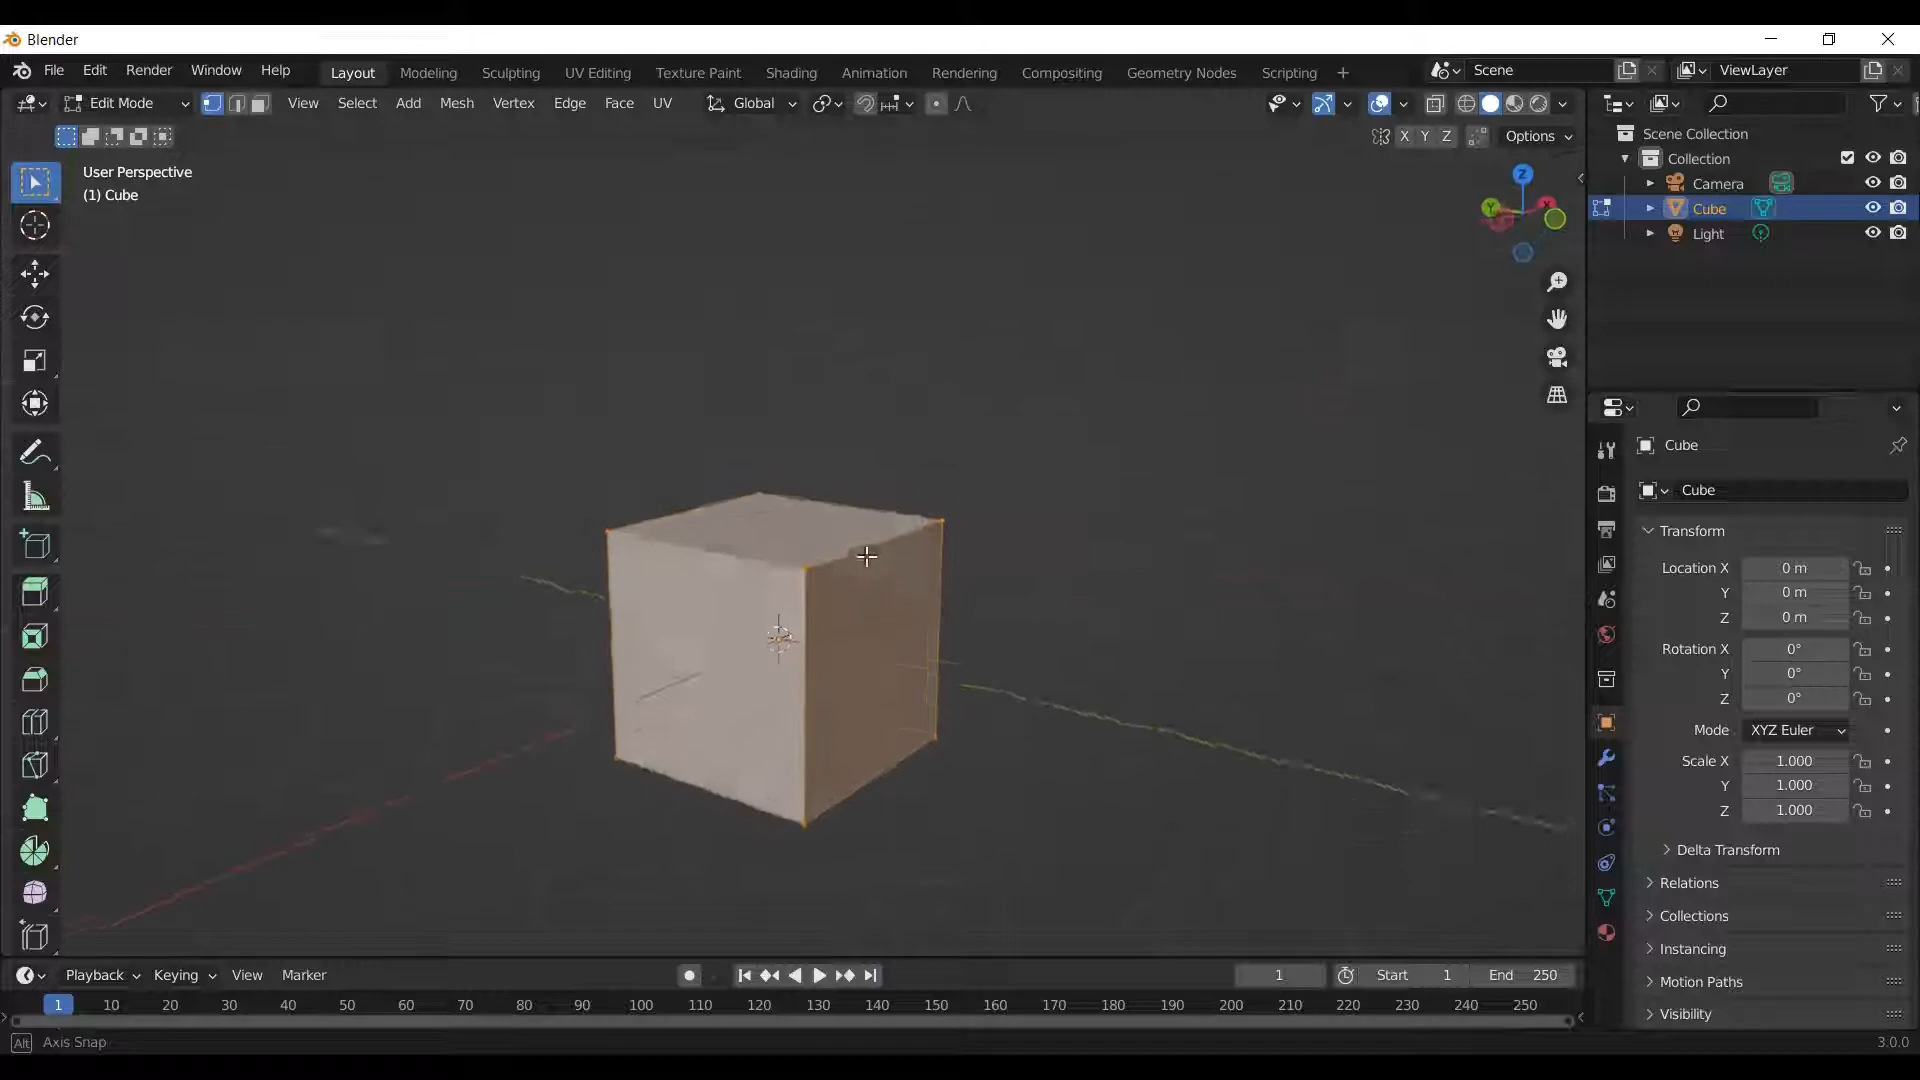 Blender
File Edit Render Window Help Layout Modeling Sculpting UV Editing Texture Paint Shading Animation Rendering Compositing Geometry Nodes Scripting + Scene ViewLayer
Edit Mode View Select Add Mesh Vertex Edge Face UV Global
X Y Z Options
Scene Collection
Collection
Camera
Cube
Light
User Perspective
(1) Cube
Z
Y
X
Cube
Cube
Transform
Location X 0 m
Y 0 m
Z 0 m
Rotation X 0°
Y 0°
Z 0°
Mode XYZ Euler
Scale X 1.000
Y 1.000
Z 1.000
Delta Transform
Relations
Collections
Instancing
Motion Paths
Visibility
Playback Keying View Marker 1 Start 1 End 250
1 10 20 30 40 50 60 70 80 90 100 110 120 130 140 150 160 170 180 190 200 210 220 230 240 250
Alt Axis Snap 3.0.0